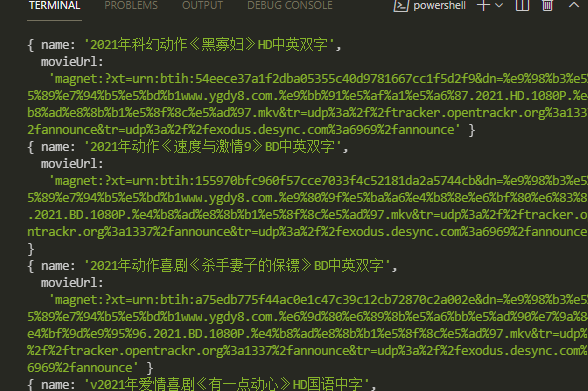 TERMINAL PROBLEMS OUTPUT DEBUG CONSOLE powershell
{ name: '2021年科幻动作《黑寡妇》HD中英双字',
movieUrl:
'magnet:?xt=urn:btih:54eece37a1f2dba05355c40d9781667cc1f5d2f9&dn=%e9%98%b3%e5
5%89%e7%94%b5%e5%bd%b1www.ygdy8.com.%e9%bb%91%e5%af%a1%e5%a6%87.2021.HD.1080P.%e
b8%ad%e8%8b%b1%e5%8f%8c%e5%ad%97.mkv&tr=udp%3a%2f%2ftracker.opentrackr.org%3a1337
2fannounce&tr=udp%3a%2f%2fexodus.desync.com%3a6969%2fannounce' }
{ name: '2021年动作《速度与激情9》BD中英双字',
movieUrl:
'magnet:?xt=urn:btih:155970bfc960f57cce7033f4c52181da2a5744cb&dn=%e9%98%b3%e5
5%89%e7%94%b5%e5%bd%b1www.ygdy8.com.%e9%80%9f%e5%ba%a6%e4%b8%8e%e6%bf%80%e6%83%8
.2021.BD.1080P.%e4%b8%ad%e8%8b%b1%e5%8f%8c%e5%ad%97.mkv&tr=udp%3a%2f%2ftracker.o
ntrackr.org%3a1337%2fannounce&tr=udp%3a%2f%2fexodus.desync.com%3a6969%2fannounce
}
{ name: '2021年动作喜剧《杀手妻子的保镖》BD中英双字',
movieUrl:
'magnet:?xt=urn:btih:a75edb775f44ac0e1c47c39c12cb72870c2a002e&dn=%e9%98%b3%e5
5%89%e7%94%b5%e5%bd%b1www.ygdy8.com.%e6%9d%80%e6%89%8b%e5%a6%bb%e5%ad%90%e7%9a%8
e4%bf%9d%e9%95%96.2021.BD.1080P.%e4%b8%ad%e8%8b%b1%e5%8f%8c%e5%ad%97.mkv&tr=udp%
%2f%2ftracker.opentrackr.org%3a1337%2fannounce&tr=udp%3a%2f%2fexodus.desync.com%
6969%2fannounce' }
{ name: 'v2021年爱情喜剧《有一点动心》HD国语中字',